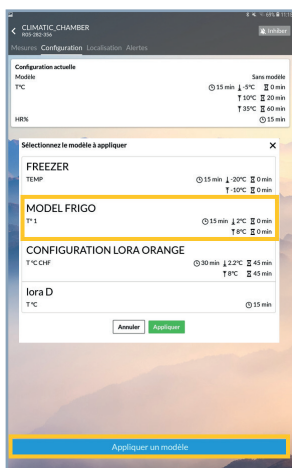 69% 11:15
CLIMATIC_CHAMBER
R05-282-356
Inhiber
Mesures Configuration Localisation Alertes
Configuration actuelle
Modèle Sans modèle
T°C 15 min -5°C 0 min
10°C 20 min
35°C 60 min
HR% 15 min
Sélectionnez le modèle à appliquer X
FREEZER
TEMP 15 min -20°C 0 min
-10°C 0 min
MODEL FRIGO
T° 1 15 min 2°C 0 min
8°C 0 min
CONFIGURATION LORA ORANGE
T °C CHF 30 min 2.2°C 45 min
8°C 45 min
lora D
T °C 15 min
Annuler Appliquer
Appliquer un modèle